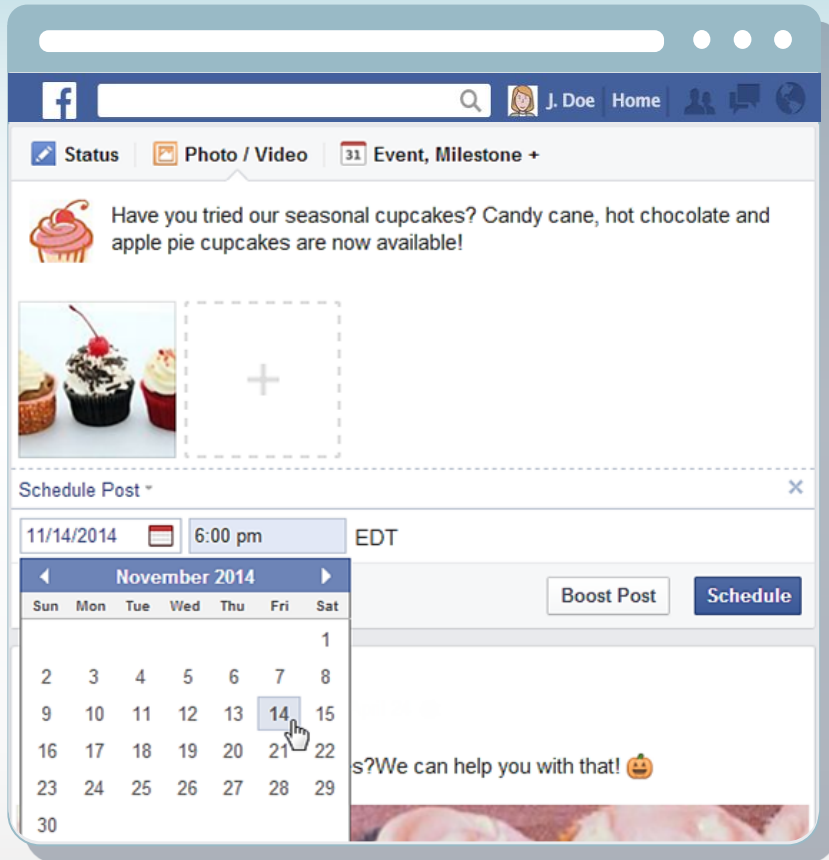 f
J. Doe Home
Status Photo / Video 31 Event, Milestone +
Have you tried our seasonal cupcakes? Candy cane, hot chocolate and
apple pie cupcakes are now available!
+
Schedule Post
11/14/2014 6:00 pm EDT
November 2014
Boost Post Schedule
Sun Mon Tue Wed Thu Fri Sat
1
2 3 4 5 6 7 8
9 10 11 12 13 14 15
16 17 18 19 20 21 22
s?We can help you with that! 🎃
23 24 25 26 27 28 29
30